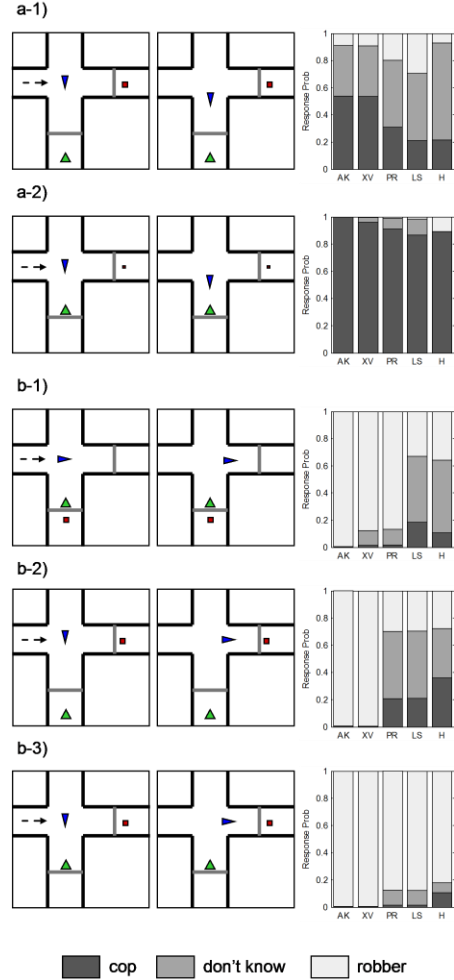 a-1)
Response Prob
1
0.8
0.6
0.4
0.2
0
AK XV PR LS H
a-2)
Response Prob
1
0.8
0.6
0.4
0.2
0
AK XV PR LS H
b-1)
Response Prob
1
0.8
0.6
0.4
0.2
0
AK XV PR LS H
b-2)
Response Prob
1
0.8
0.6
0.4
0.2
0
AK XV PR LS H
b-3)
Response Prob
1
0.8
0.6
0.4
0.2
0
AK XV PR LS H
cop don't know robber